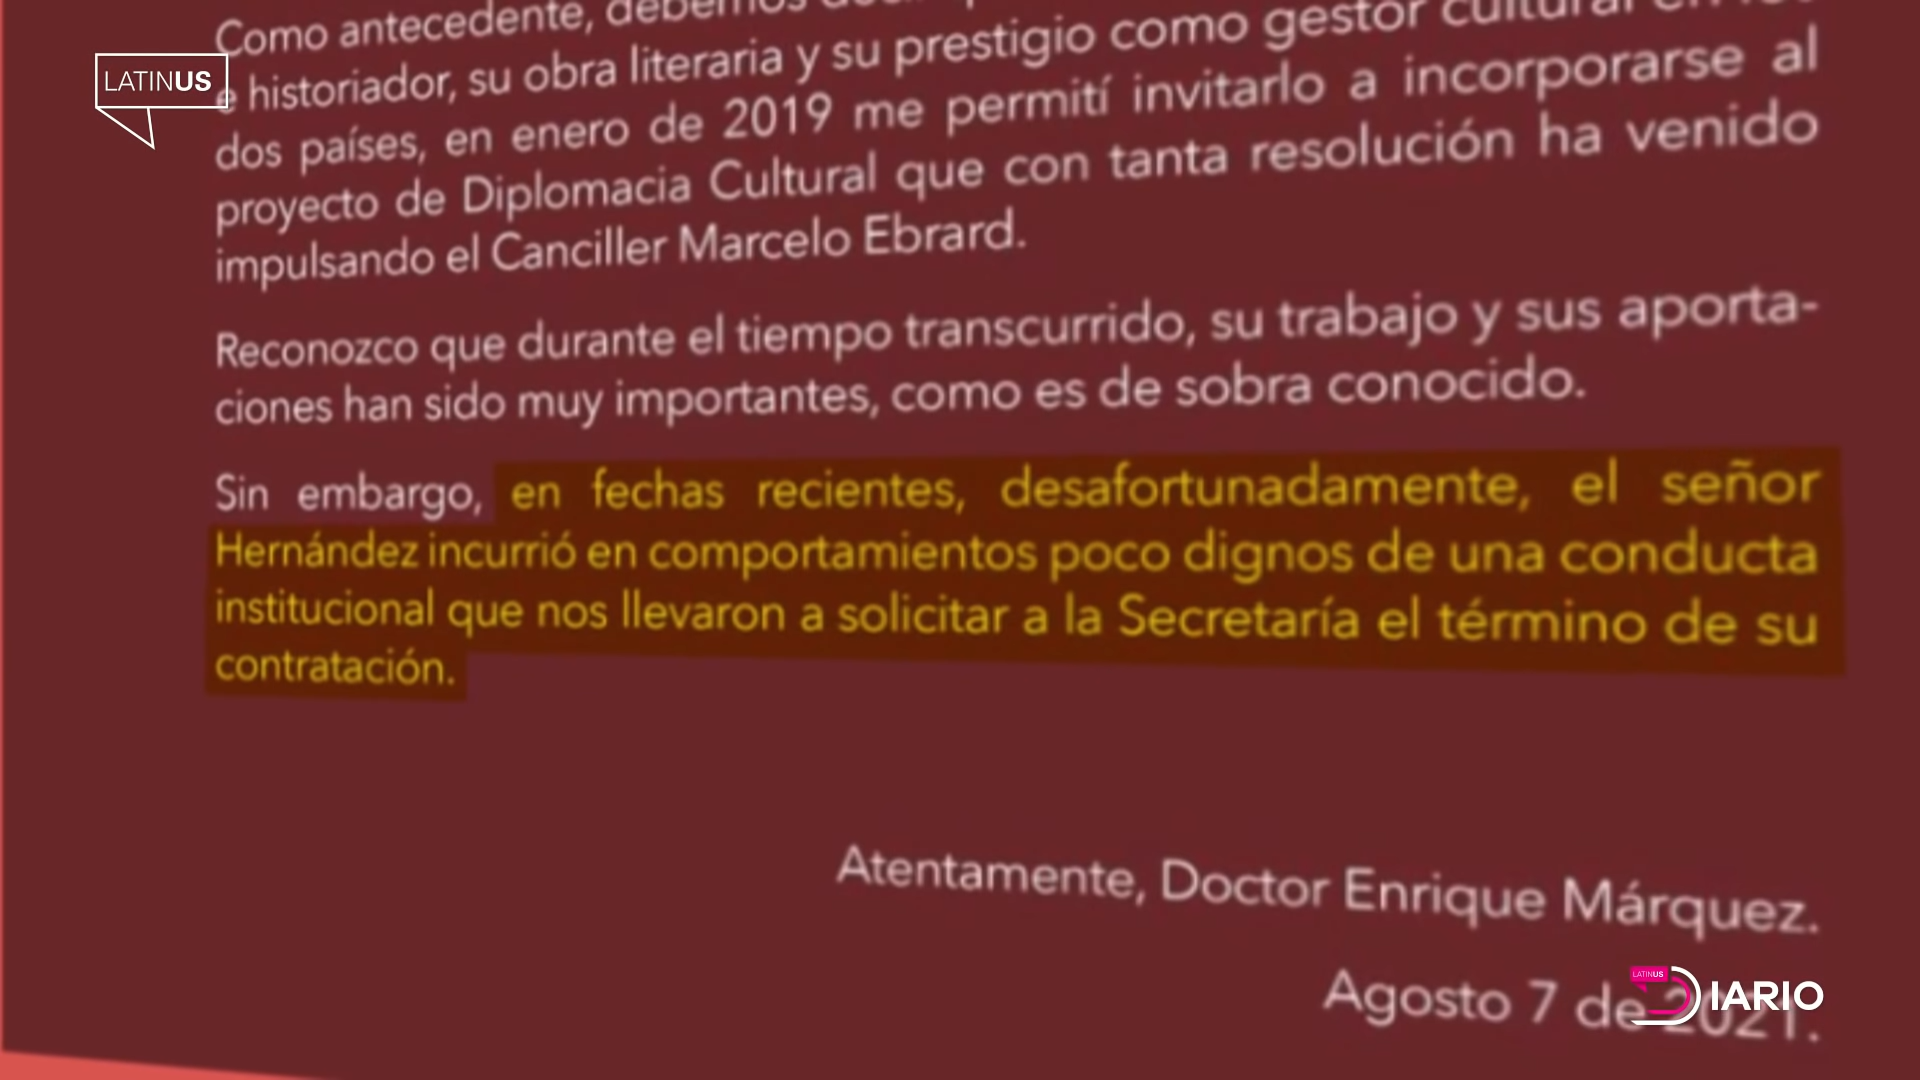 LATINUS
Como antecedente,
e historiador, su obra literaria y su prestigio como gestor cultural
dos países, en enero de 2019 me permití invitarlo a incorporarse al
proyecto de Diplomacia Cultural que con tanta resolución ha venido
impulsando el Canciller Marcelo Ebrard.
Reconozco que durante el tiempo transcurrido, su trabajo y sus aporta-
ciones han sido muy importantes, como es de sobra conocido.
Sin embargo, en fechas recientes, desafortunadamente, el señor
Hernández incurrió en comportamientos poco dignos de una conducta
institucional que nos llevaron a solicitar a la Secretaría el término de su
contratación.
Atentamente, Doctor Enrique Márquez.
Agosto 7 de 2021.
LATINUS
DIARIO